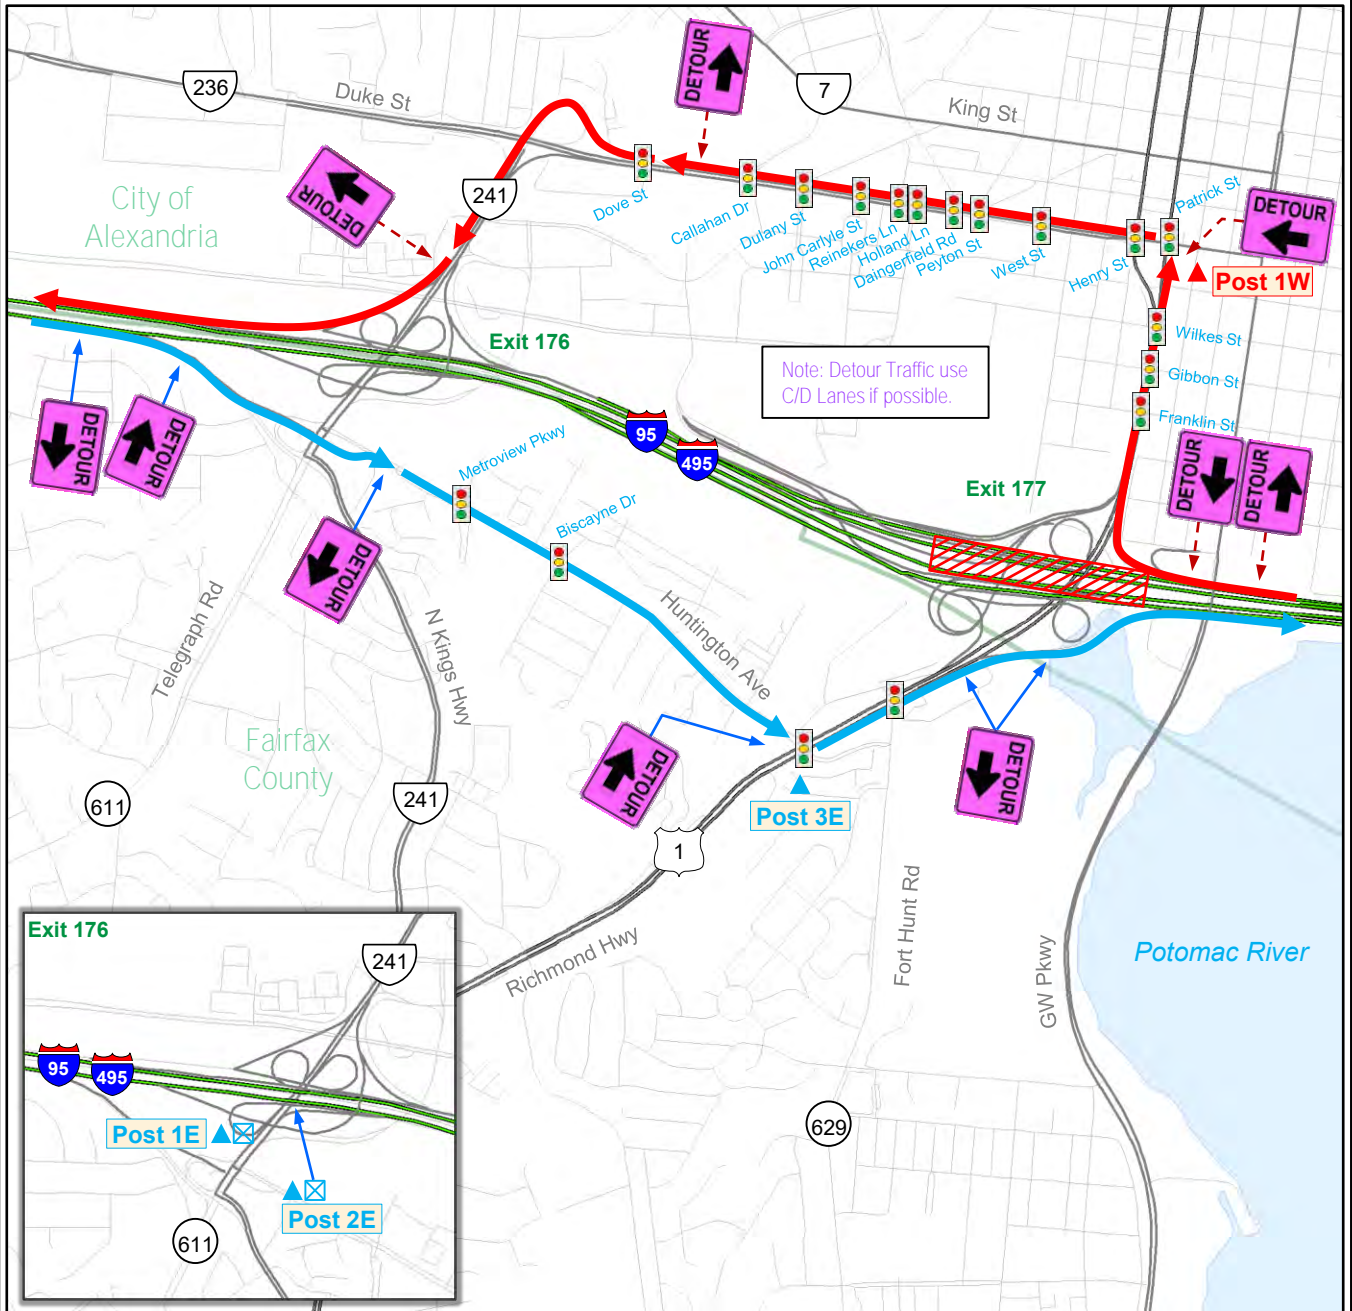 DETOUR
236
Duke St
7
King St
City of
Alexandria
DETOUR
241
Dove St
Callahan Dr
Dulany St
John Carlyle St
Reinekers Ln
Holland Ln
Daingerfield Rd
Peyton St
West St
Henry St
Patrick St
DETOUR
Post 1W
Wilkes St
Gibbon St
Franklin St
Exit 176
Note: Detour Traffic use
C/D Lanes if possible.
95
495
Exit 177
DETOUR
DETOUR
DETOUR
DETOUR
Metroview Pkwy
Biscayne Dr
DETOUR
Telegraph Rd
N Kings Hwy
Huntington Ave
Fairfax
County
611
241
DETOUR
Post 3E
DETOUR
1
Richmond Hwy
Fort Hunt Rd
GW Pkwy
Potomac River
629
Exit 176
241
95
495
Post 1E
Post 2E
611